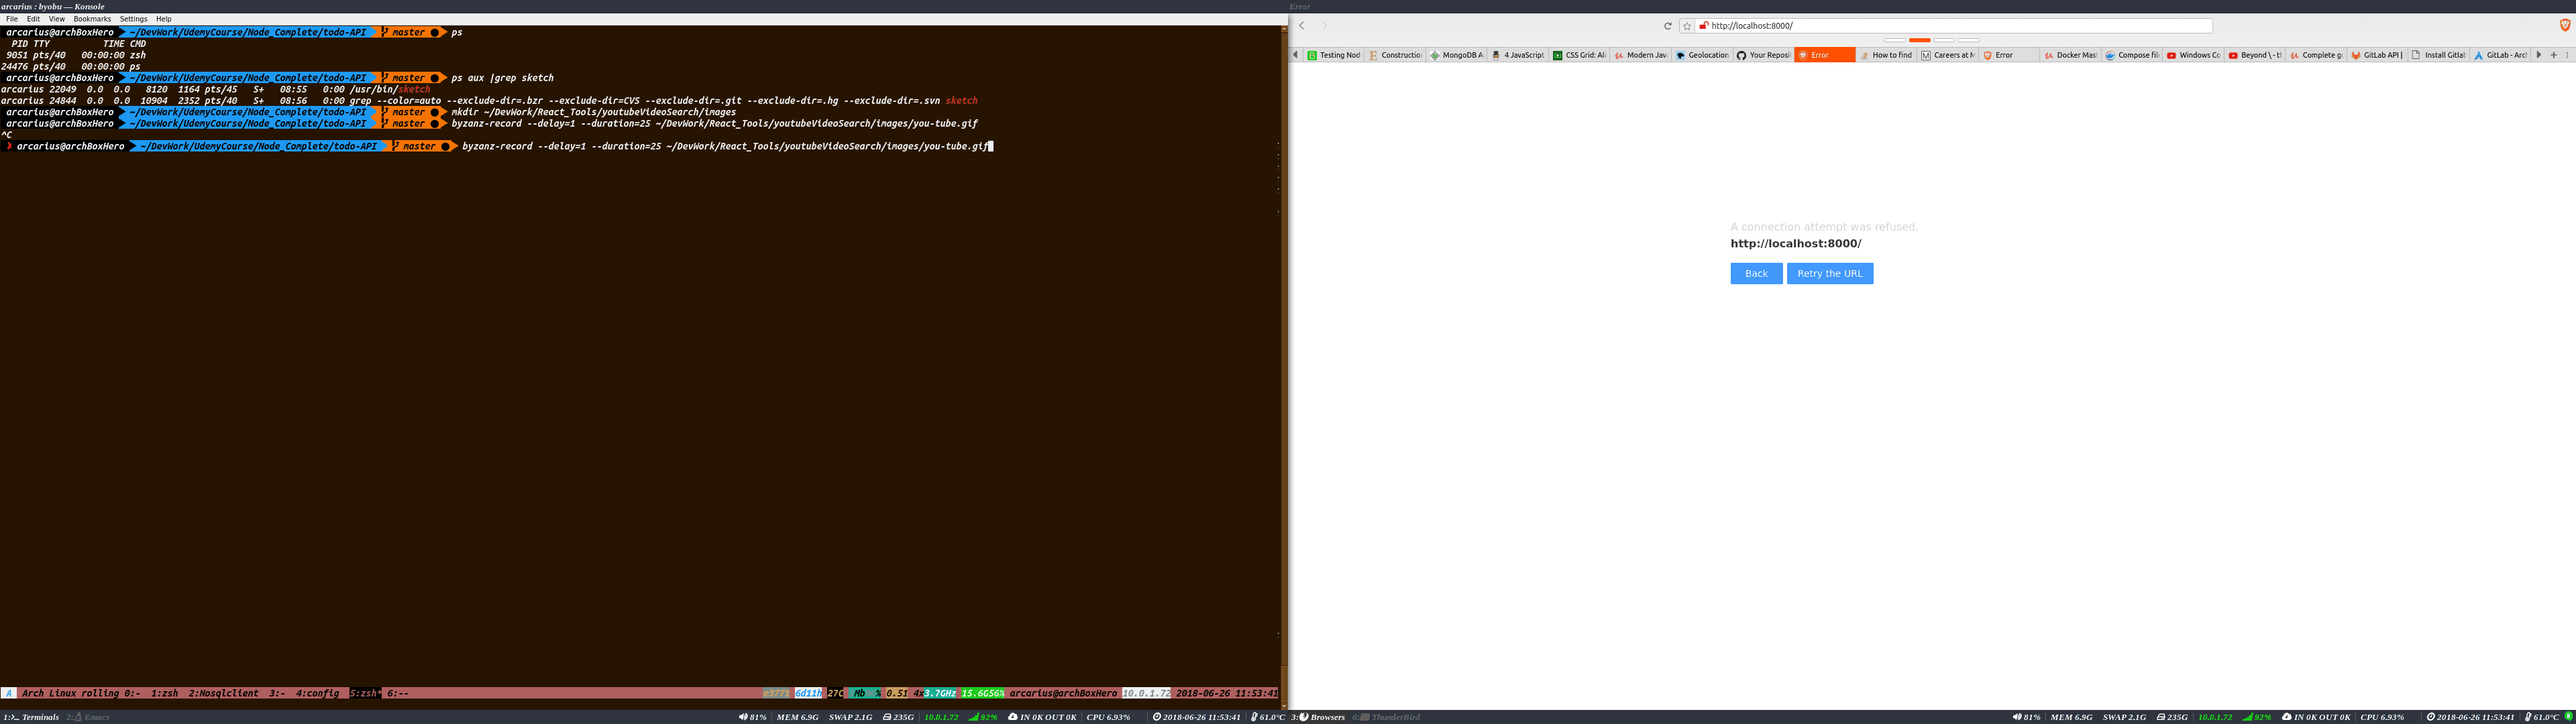 arcarius : byobu — Konsole
File Edit View Bookmarks Settings Help
arcarius@archBoxHero ~/DevWork/UdemyCourse/Node_Complete/todo-API master ● ps
PID TTY TIME CMD
9051 pts/40 00:00:00 zsh
24476 pts/40 00:00:00 ps
arcarius@archBoxHero ~/DevWork/UdemyCourse/Node_Complete/todo-API master ● ps aux |grep sketch
arcarius 22049 0.0 0.0 8120 1164 pts/45 S+ 08:55 0:00 /usr/bin/sketch
arcarius 24844 0.0 0.0 10904 2352 pts/40 S+ 08:56 0:00 grep --color=auto --exclude-dir=.bzr --exclude-dir=CVS --exclude-dir=.git --exclude-dir=.hg --exclude-dir=.svn sketch
arcarius@archBoxHero ~/DevWork/UdemyCourse/Node_Complete/todo-API master ● mkdir ~/DevWork/React_Tools/youtubeVideoSearch/images
arcarius@archBoxHero ~/DevWork/UdemyCourse/Node_Complete/todo-API master ● byzanz-record --delay=1 --duration=25 ~/DevWork/React_Tools/youtubeVideoSearch/images/you-tube.gif
^C
arcarius@archBoxHero ~/DevWork/UdemyCourse/Node_Complete/todo-API master ● byzanz-record --delay=1 --duration=25 ~/DevWork/React_Tools/youtubeVideoSearch/images/you-tube.gif
A Arch Linux rolling 0:- 1:zsh 2:Nosqlclient 3:- 4:config 5:zsh* 6:-- e3771 6d11h 27C Mb % 0.51 4x3.7GHz 15.6G56% arcarius@archBoxHero 10.0.1.72 2018-06-26 11:53:41
1: Terminals 2: Emacs 81% MEM 6.9G SWAP 2.1G 235G 10.0.1.72 92% IN 0K OUT 0K CPU 6.93% 2018-06-26 11:53:41 61.0°C
Error
http://localhost:8000/
Testing Nod Constructio MongoDB A 4 JavaScript CSS Grid: Ali Modern Jav Geolocation Your Reposi Error How to find Careers at M Error Docker Mast Compose fil Windows Co Beyond \ - t Complete g GitLab API | Install Gitlab GitLab - Arc
A connection attempt was refused.
http://localhost:8000/
Back Retry the URL
3: Browsers 6: ThunderBird 81% MEM 6.9G SWAP 2.1G 235G 10.0.1.72 92% IN 0K OUT 0K CPU 6.93% 2018-06-26 11:53:41 61.0°C